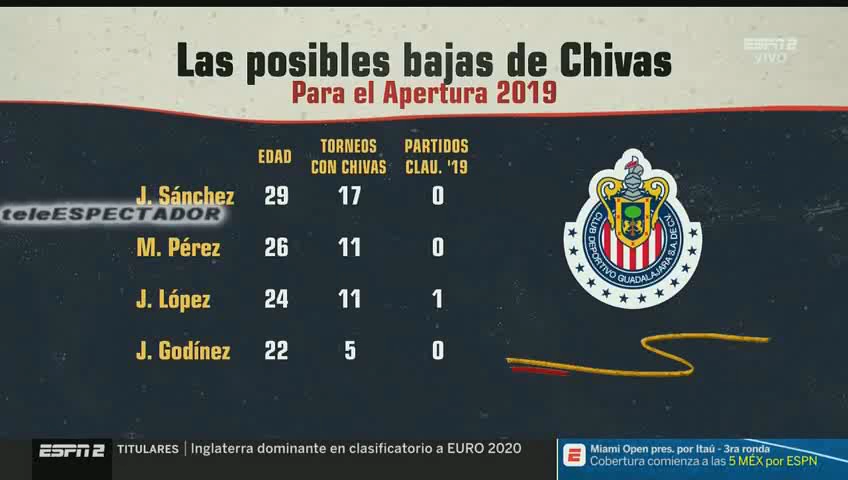 Las posibles bajas de Chivas
Para el Apertura 2019
ESPN 2
VIVO
EDAD TORNEOS CON CHIVAS PARTIDOS CLAU. '19
J. Sánchez 29 17 0
teleESPECTADOR
M. Pérez 26 11 0
J. López 24 11 1
J. Godínez 22 5 0
CLUB DEPORTIVO GUADALAJARA S.A. DE C.V.
ESPN 2 TITULARES | Inglaterra dominante en clasificatorio a EURO 2020
E Miami Open pres. por Itaú - 3ra ronda
Cobertura comienza a las 5 MÉX por ESPN